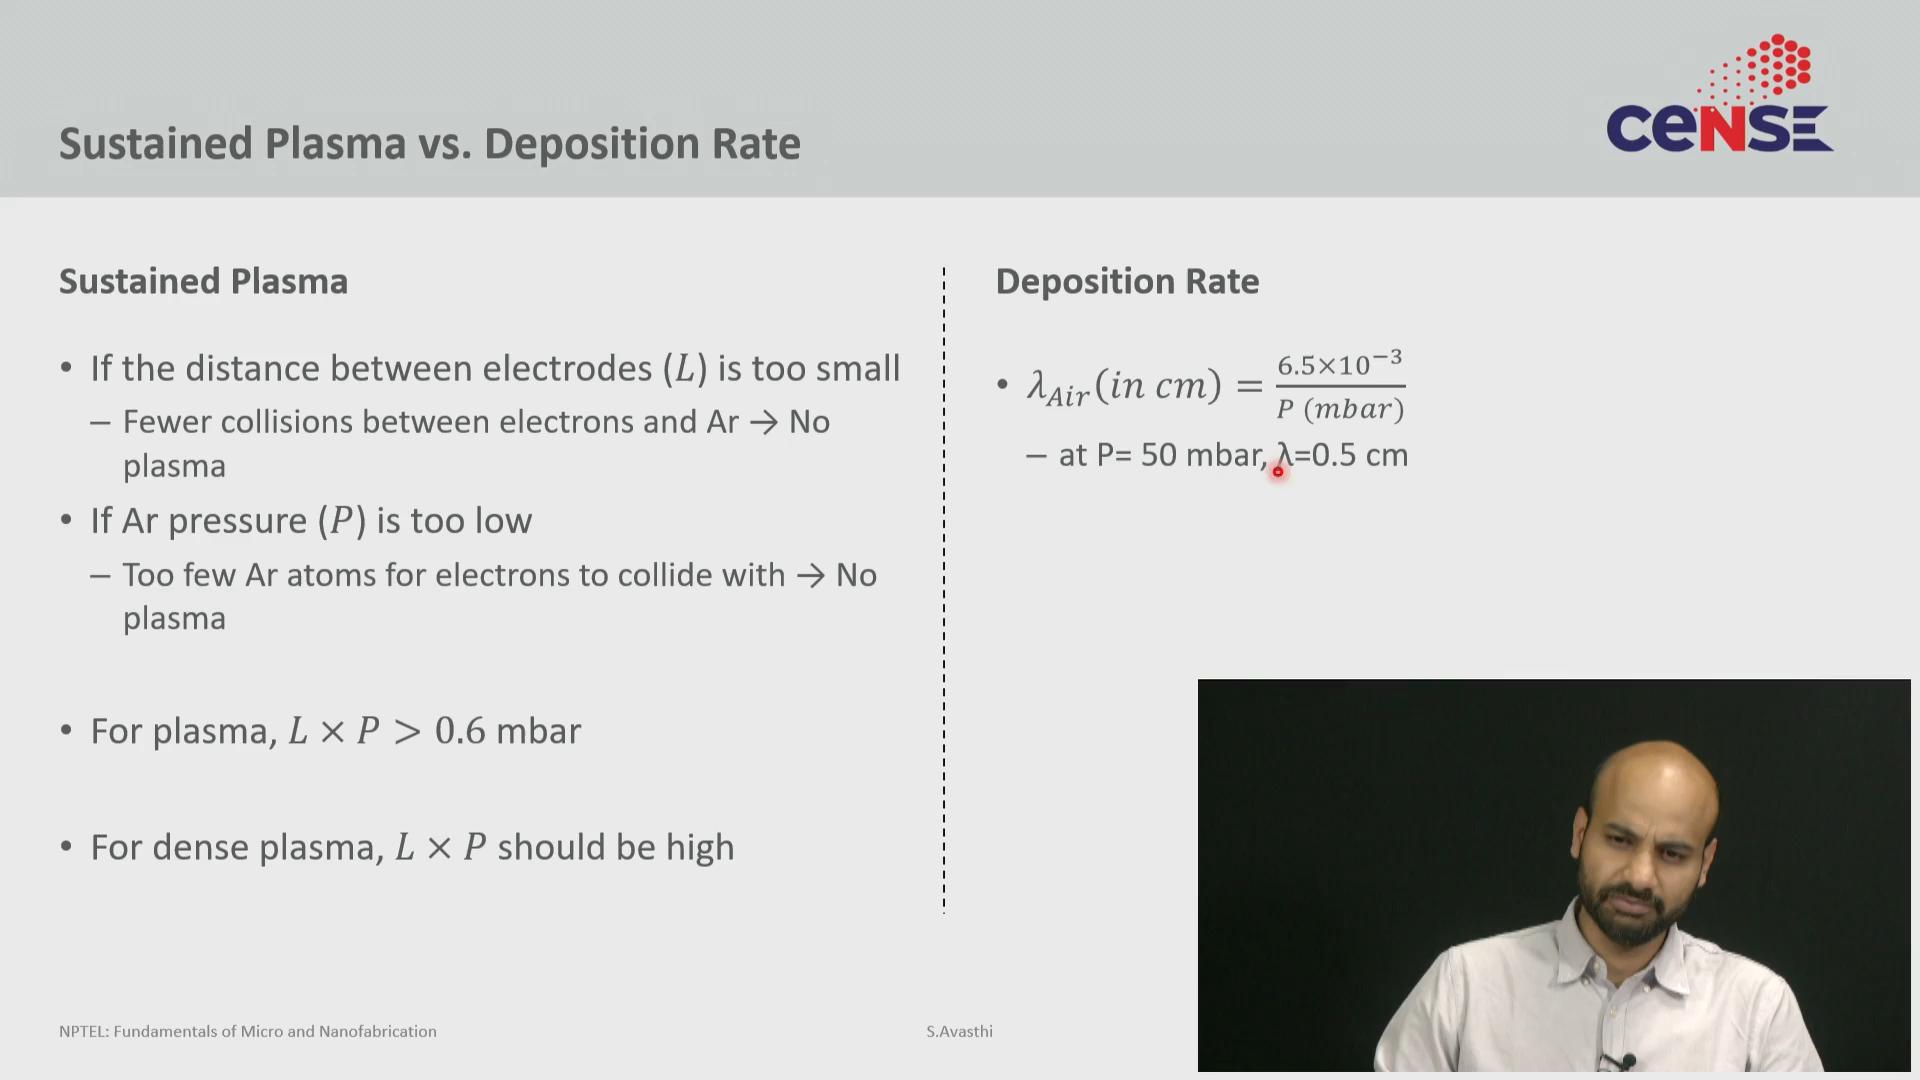 ceNSE
Sustained Plasma vs. Deposition Rate
Sustained Plasma
• If the distance between electrodes (L) is too small
– Fewer collisions between electrons and Ar → No
plasma
• If Ar pressure (P) is too low
– Too few Ar atoms for electrons to collide with → No
plasma
• For plasma, L × P > 0.6 mbar
• For dense plasma, L × P should be high
Deposition Rate
• λ_Air (in cm) = 6.5×10⁻³ / P (mbar)
– at P= 50 mbar, λ=0.5 cm
NPTEL: Fundamentals of Micro and Nanofabrication
S.Avasthi